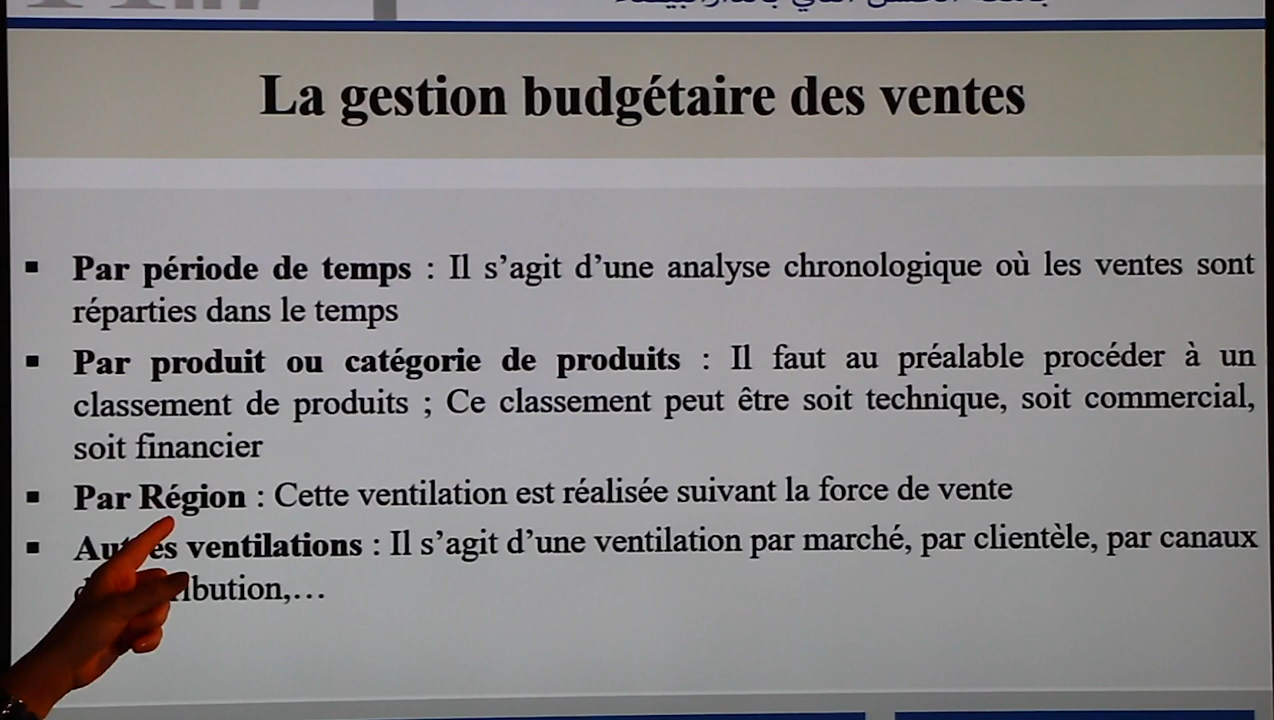 La gestion budgétaire des ventes
▪ Par période de temps : Il s’agit d’une analyse chronologique où les ventes sont
réparties dans le temps
▪ Par produit ou catégorie de produits : Il faut au préalable procéder à un
classement de produits ; Ce classement peut être soit technique, soit commercial,
soit financier
▪ Par Région : Cette ventilation est réalisée suivant la force de vente
▪ ventilations : Il s’agit d’une ventilation par marché, par clientèle, par canaux